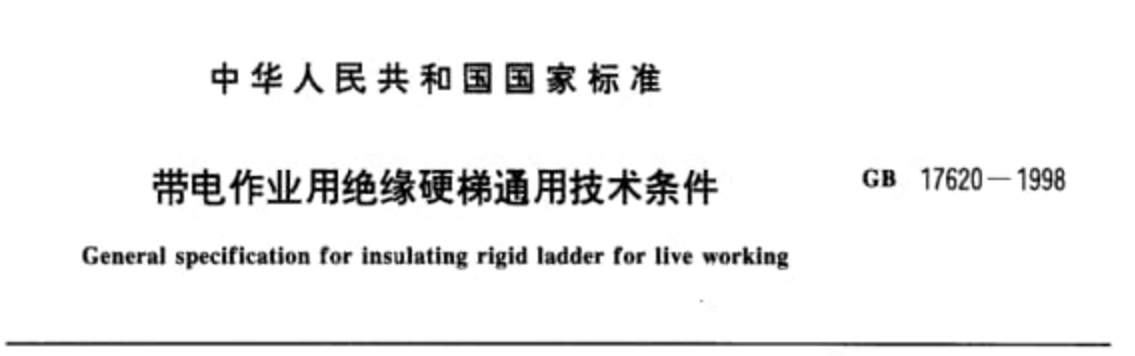 中华人民共和国国家标准
带电作业用绝缘硬梯通用技术条件
GB 17620—1998
General specification for insulating rigid ladder for live working